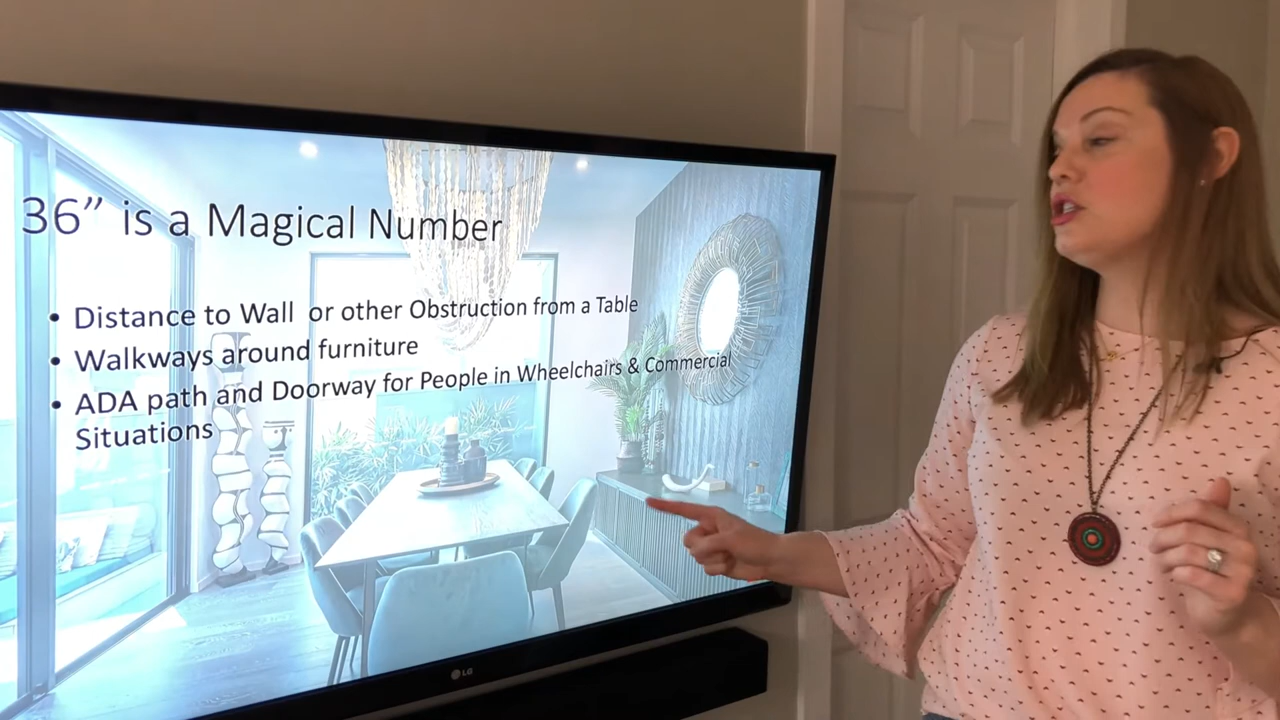 36” is a Magical Number
• Distance to Wall or other Obstruction from a Table
• Walkways around furniture
• ADA path and Doorway for People in Wheelchairs & Commercial
Situations
LG